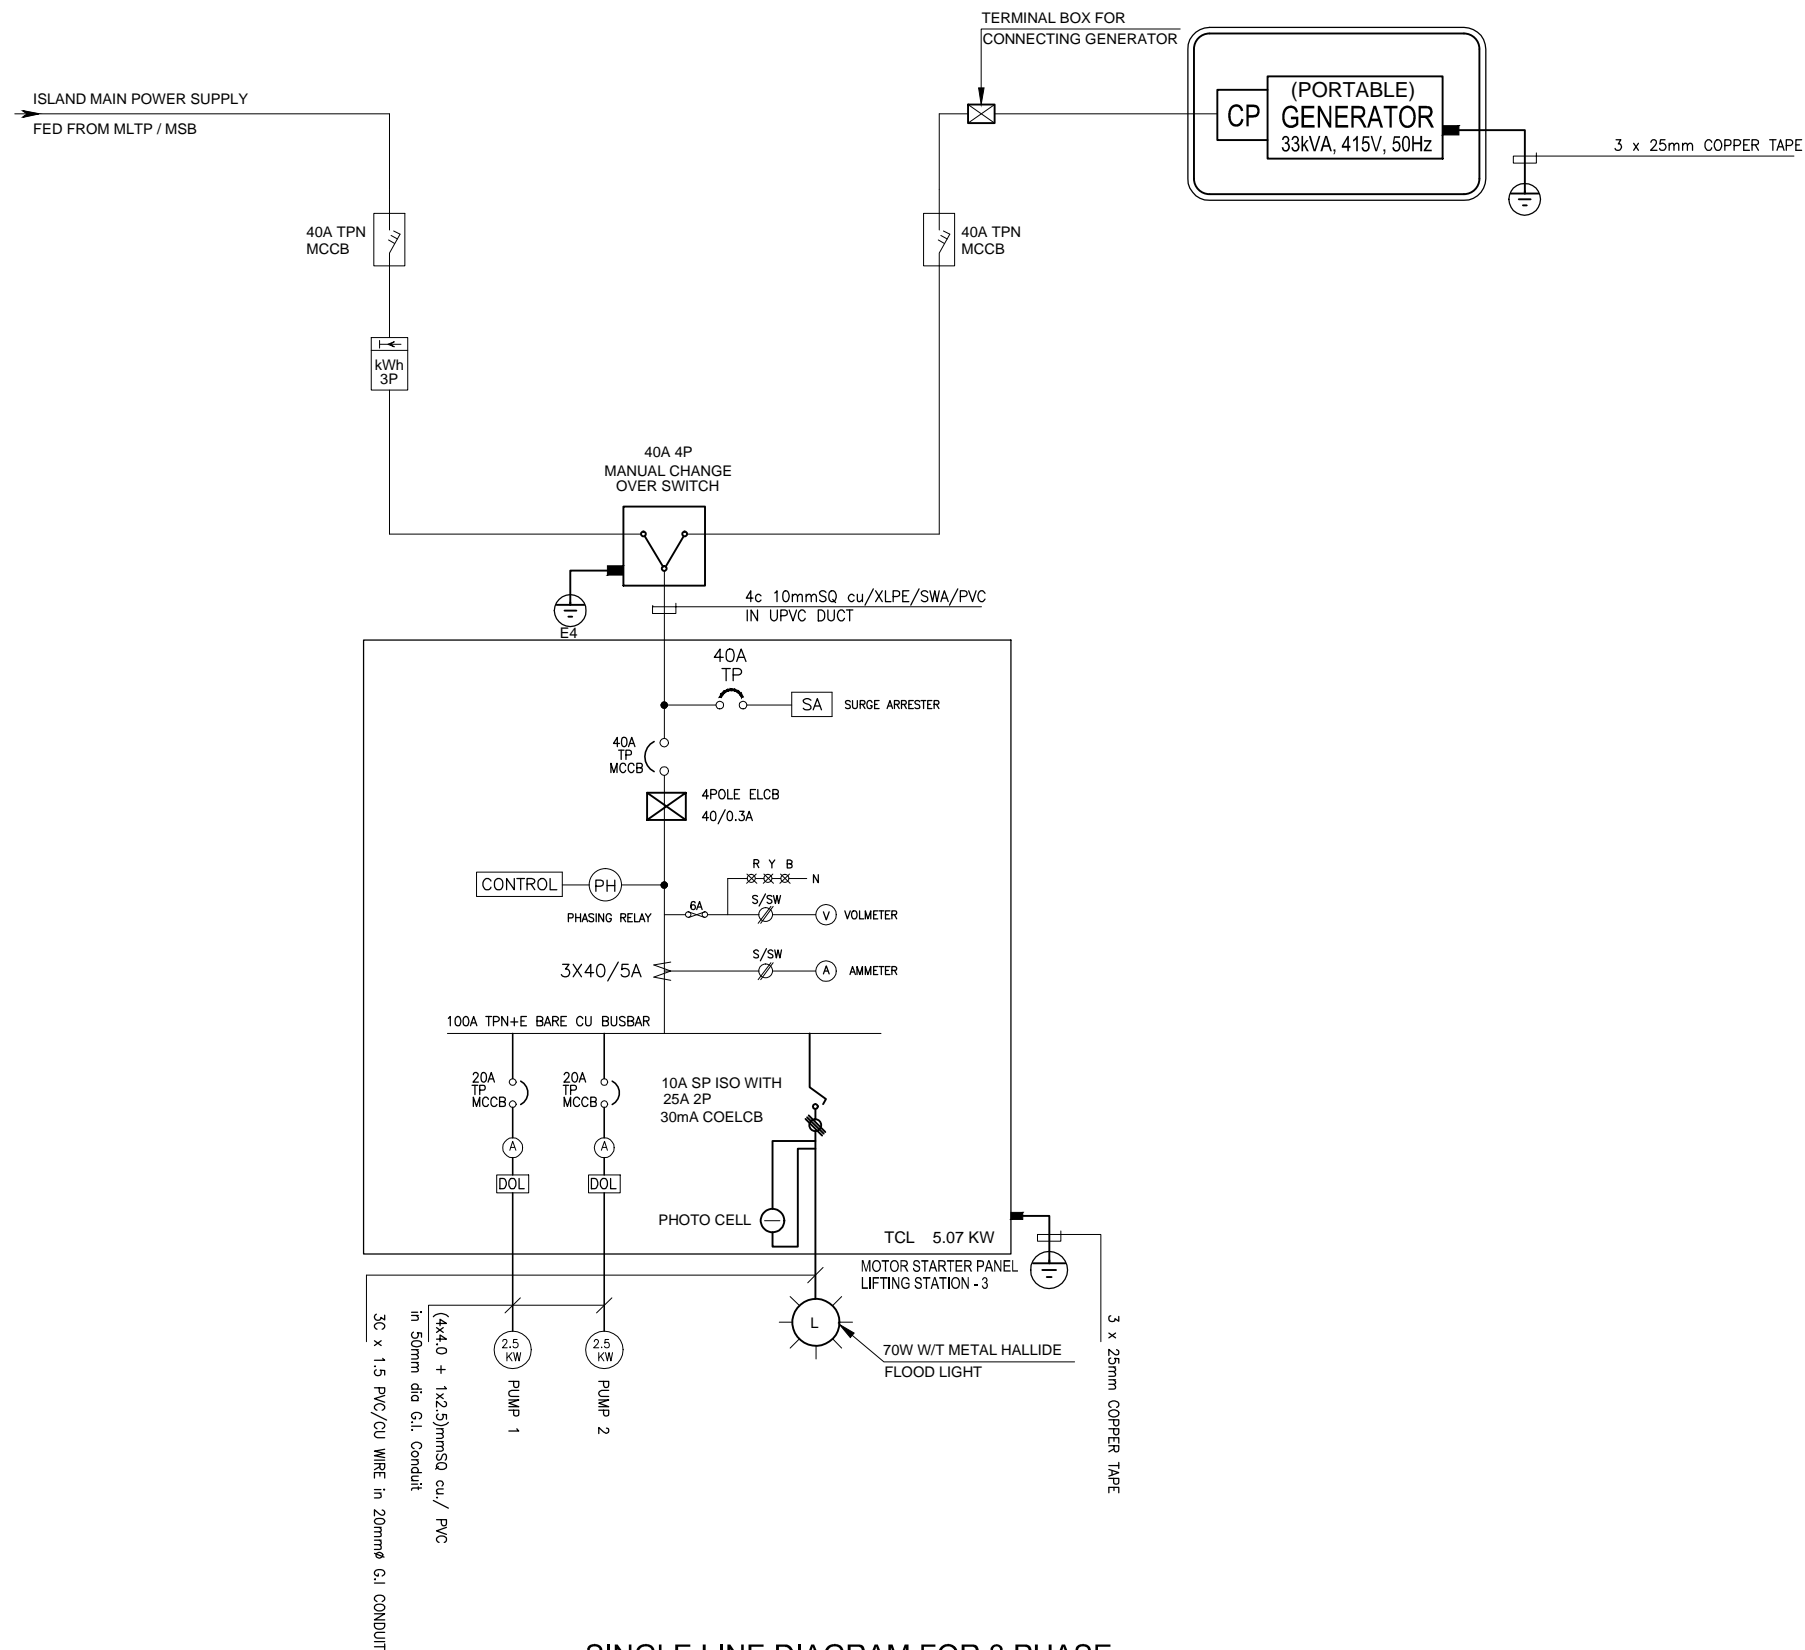 TERMINAL BOX FOR
CONNECTING GENERATOR
ISLAND MAIN POWER SUPPLY
FED FROM MLTP / MSB
CP
(PORTABLE)
GENERATOR
33kVA, 415V, 50Hz
3 x 25mm COPPER TAPE
40A TPN
MCCB
40A TPN
MCCB
kWh
3P
40A 4P
MANUAL CHANGE
OVER SWITCH
E4
4c 10mmSQ cu/XLPE/SWA/PVC
IN UPVC DUCT
40A
TP
SA
SURGE ARRESTER
40A
TP
MCCB
4POLE ELCB
40/0.3A
CONTROL
PH
PHASING RELAY
R Y B
N
6A
S/SW
V
VOLMETER
3X40/5A
S/SW
A
AMMETER
100A TPN+E BARE CU BUSBAR
20A
TP
MCCB
20A
TP
MCCB
10A SP ISO WITH
25A 2P
30mA COELCB
A
A
DOL
DOL
PHOTO CELL
TCL 5.07 KW
MOTOR STARTER PANEL
LIFTING STATION - 3
3 x 25mm COPPER TAPE
L
70W W/T METAL HALLIDE
FLOOD LIGHT
2.5
KW
PUMP 1
2.5
KW
PUMP 2
(4x4.0 + 1x2.5)mmSQ cu./ PVC
in 50mm dia G.I. Conduit
3C x 1.5 PVC/CU WIRE in 20mmø G.I CONDUIT